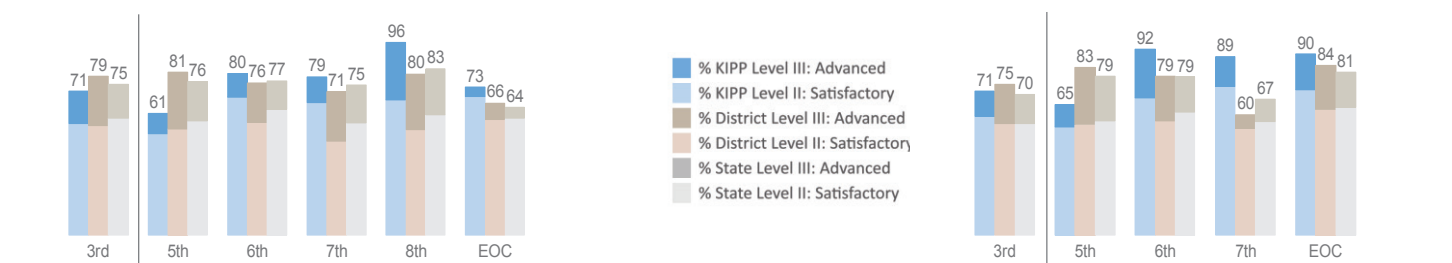 96
92
89
90
79
81
76
80
76
77
79
71
75
80
83
83
79
79
79
84
81
71
75
61
73
66
64
71
75
70
65
60
67
% KIPP Level III: Advanced
% KIPP Level II: Satisfactory
% District Level III: Advanced
% District Level II: Satisfactory
% State Level III: Advanced
% State Level II: Satisfactory
3rd
5th
6th
7th
8th
EOC
3rd
5th
6th
7th
EOC